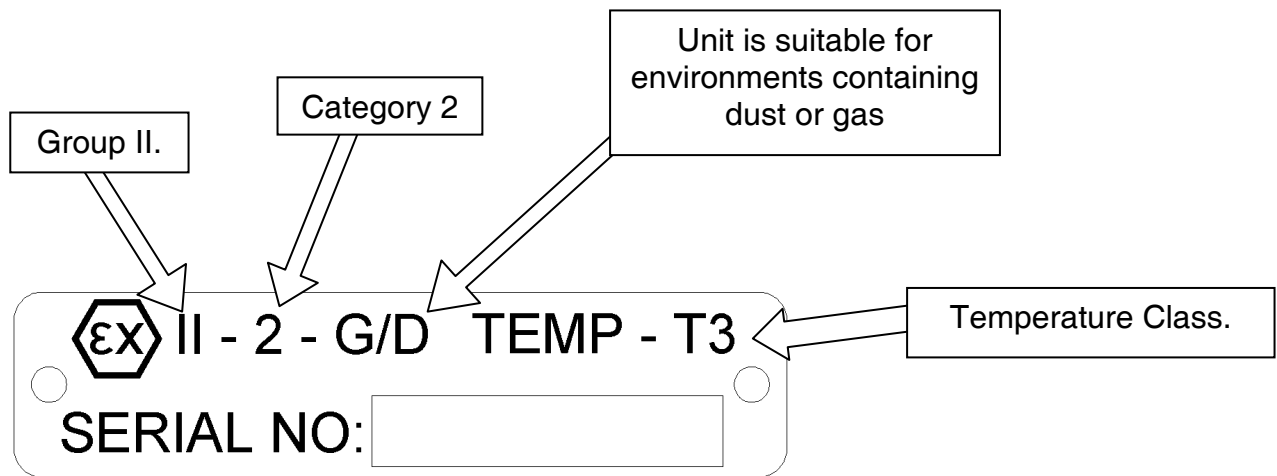 Unit is suitable for
environments containing
dust or gas
Category 2
Group II.
Temperature Class.
εx II - 2 - G/D TEMP - T3
SERIAL NO: